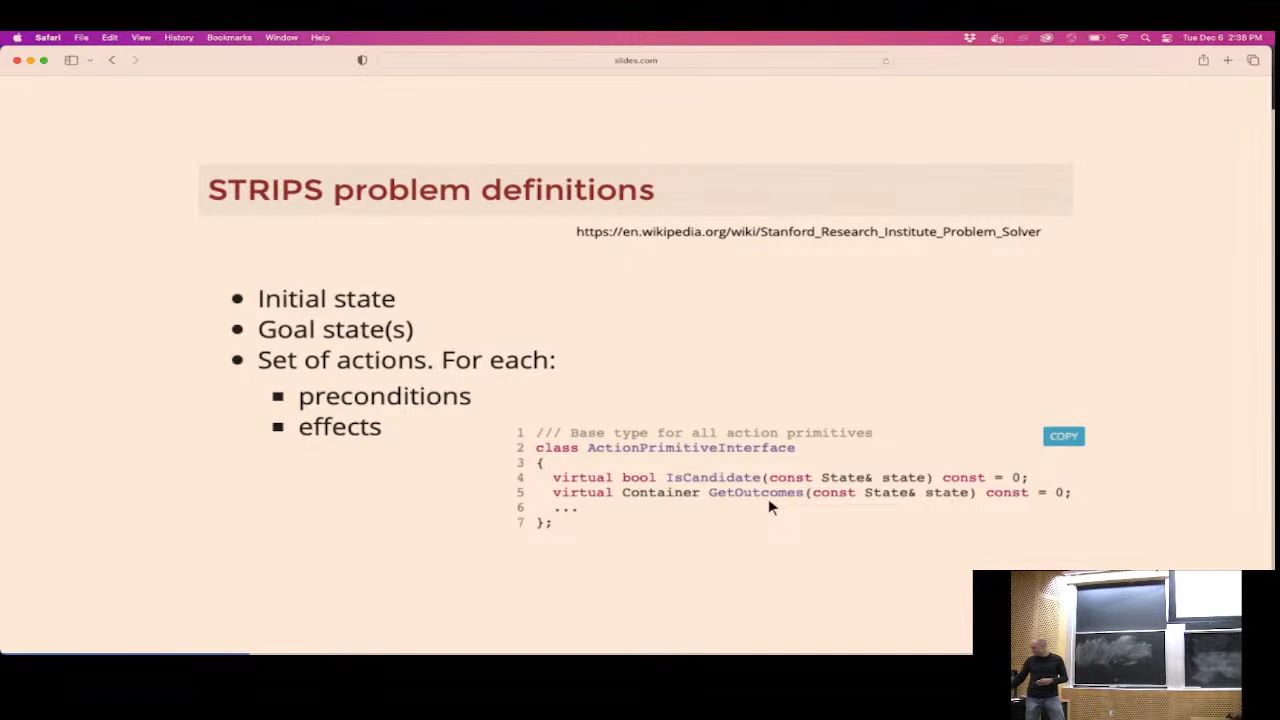 Safari File Edit View History Bookmarks Window Help Tue Dec 6 2:38 PM
slides.com
STRIPS problem definitions
https://en.wikipedia.org/wiki/Stanford_Research_Institute_Problem_Solver
Initial state
Goal state(s)
Set of actions. For each:
preconditions
effects
COPY
1 /// Base type for all action primitives
2 class ActionPrimitiveInterface
3 {
4 virtual bool IsCandidate(const State& state) const = 0;
5 virtual Container GetOutcomes(const State& state) const = 0;
6 ...
7 };